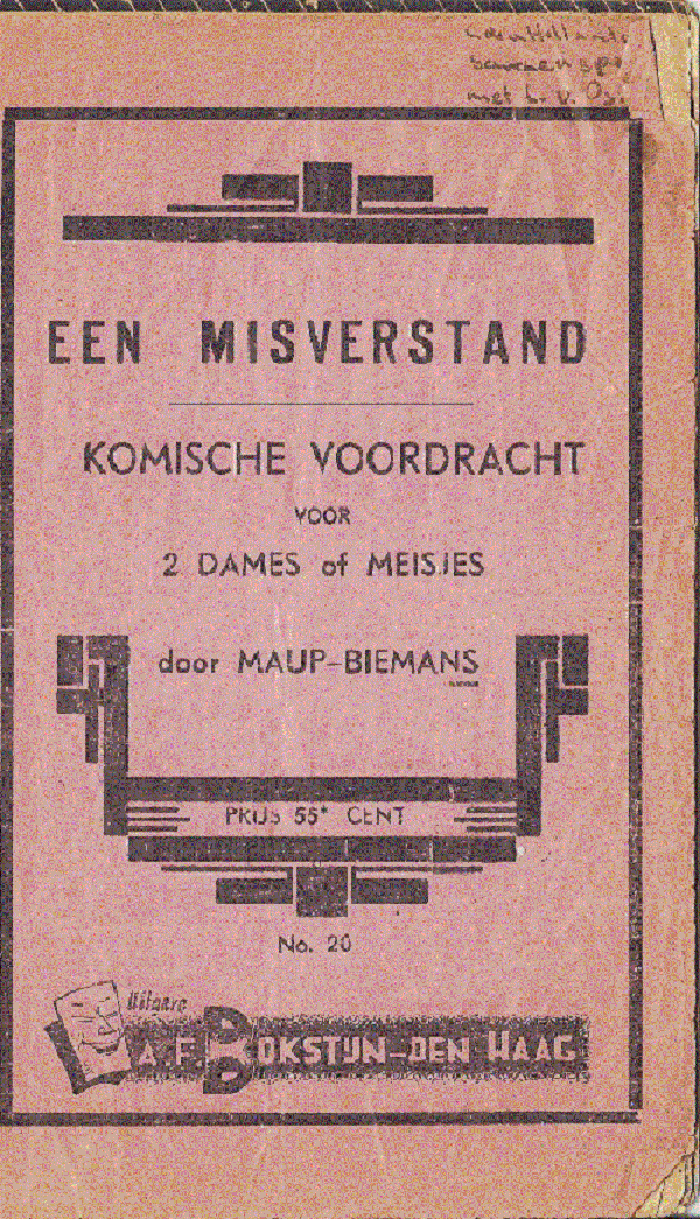 met L. v.
EEN MISVERSTAND
KOMISCHE VOORDRACHT
VOOR
2 DAMES of MEISJES
door MAUP-BIEMANS
PRIJS 55* CENT
No. 20
Uitgave
A.F. BOKSTIJN-DEN HAAG